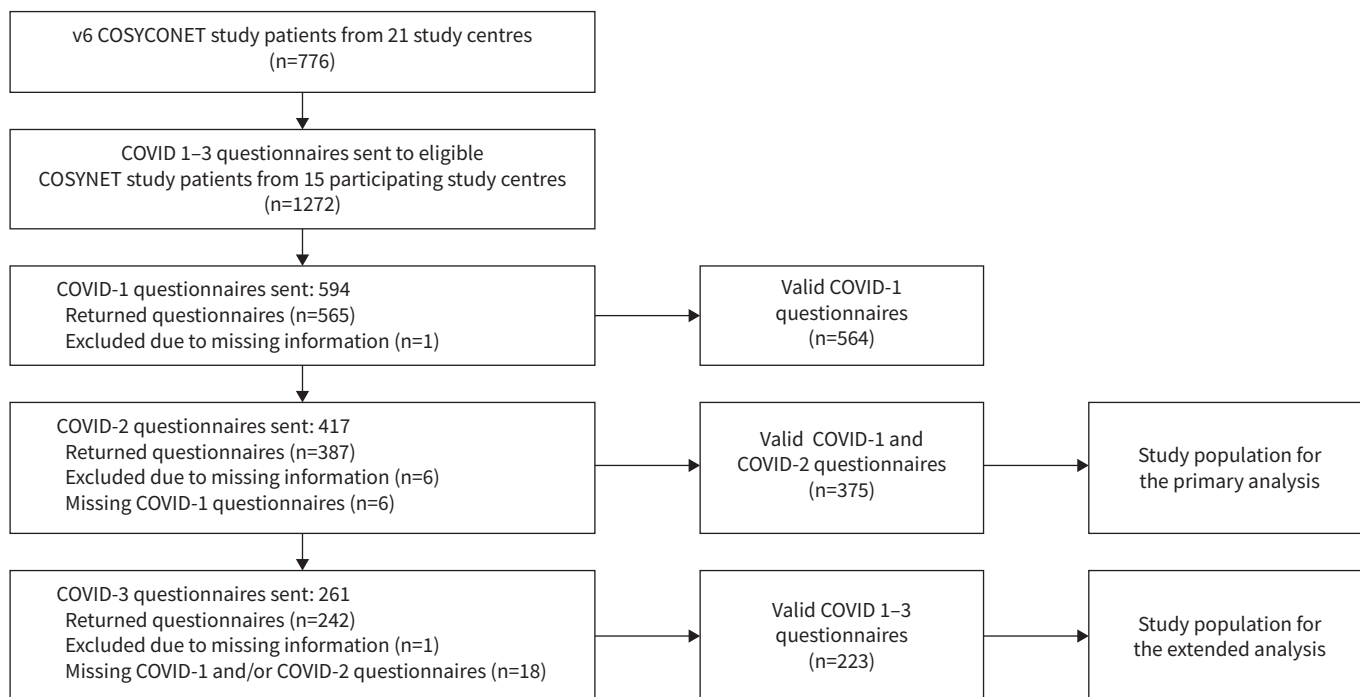 v6 COSYCONET study patients from 21 study centres
(n=776)
COVID 1–3 questionnaires sent to eligible
COSYNET study patients from 15 participating study centres
(n=1272)
COVID-1 questionnaires sent: 594
Returned questionnaires (n=565)
Excluded due to missing information (n=1)
Valid COVID-1
questionnaires
(n=564)
COVID-2 questionnaires sent: 417
Returned questionnaires (n=387)
Excluded due to missing information (n=6)
Missing COVID-1 questionnaires (n=6)
Valid COVID-1 and
COVID-2 questionnaires
(n=375)
Study population for
the primary analysis
COVID-3 questionnaires sent: 261
Returned questionnaires (n=242)
Excluded due to missing information (n=1)
Missing COVID-1 and/or COVID-2 questionnaires (n=18)
Valid COVID 1–3
questionnaires
(n=223)
Study population for
the extended analysis